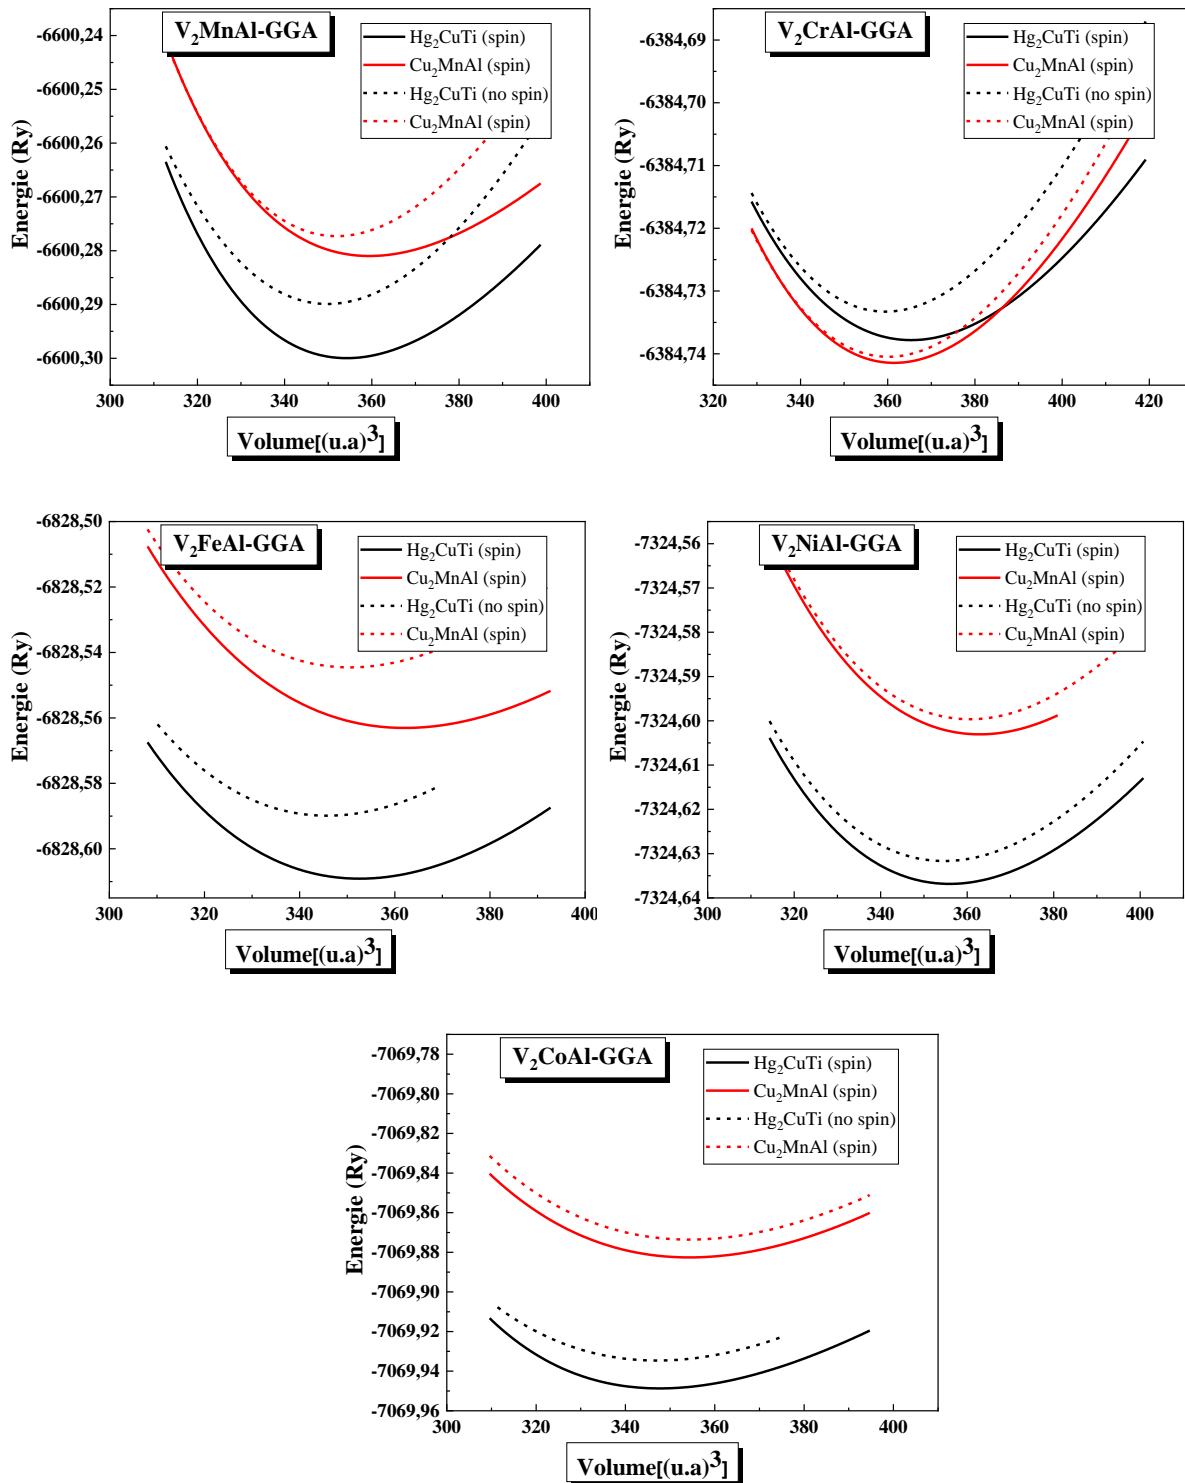 V₂MnAl-GGA
Hg₂CuTi (spin)
Cu₂MnAl (spin)
Hg₂CuTi (no spin)
Cu₂MnAl (spin)
Energie (Ry)
-6600,24
-6600,25
-6600,26
-6600,27
-6600,28
-6600,29
-6600,30
300 320 340 360 380 400
Volume[(u.a)³]
V₂CrAl-GGA
Hg₂CuTi (spin)
Cu₂MnAl (spin)
Hg₂CuTi (no spin)
Cu₂MnAl (spin)
Energie (Ry)
-6384,69
-6384,70
-6384,71
-6384,72
-6384,73
-6384,74
320 340 360 380 400 420
Volume[(u.a)³]
V₂FeAl-GGA
Hg₂CuTi (spin)
Cu₂MnAl (spin)
Hg₂CuTi (no spin)
Cu₂MnAl (spin)
Energie (Ry)
-6828,50
-6828,52
-6828,54
-6828,56
-6828,58
-6828,60
300 320 340 360 380 400
Volume[(u.a)³]
V₂NiAl-GGA
Hg₂CuTi (spin)
Cu₂MnAl (spin)
Hg₂CuTi (no spin)
Cu₂MnAl (spin)
Energie (Ry)
-7324,56
-7324,57
-7324,58
-7324,59
-7324,60
-7324,61
-7324,62
-7324,63
-7324,64
300 320 340 360 380 400
Volume[(u.a)³]
V₂CoAl-GGA
Hg₂CuTi (spin)
Cu₂MnAl (spin)
Hg₂CuTi (no spin)
Cu₂MnAl (spin)
Energie (Ry)
-7069,78
-7069,80
-7069,82
-7069,84
-7069,86
-7069,88
-7069,90
-7069,92
-7069,94
-7069,96
300 320 340 360 380 400
Volume[(u.a)³]